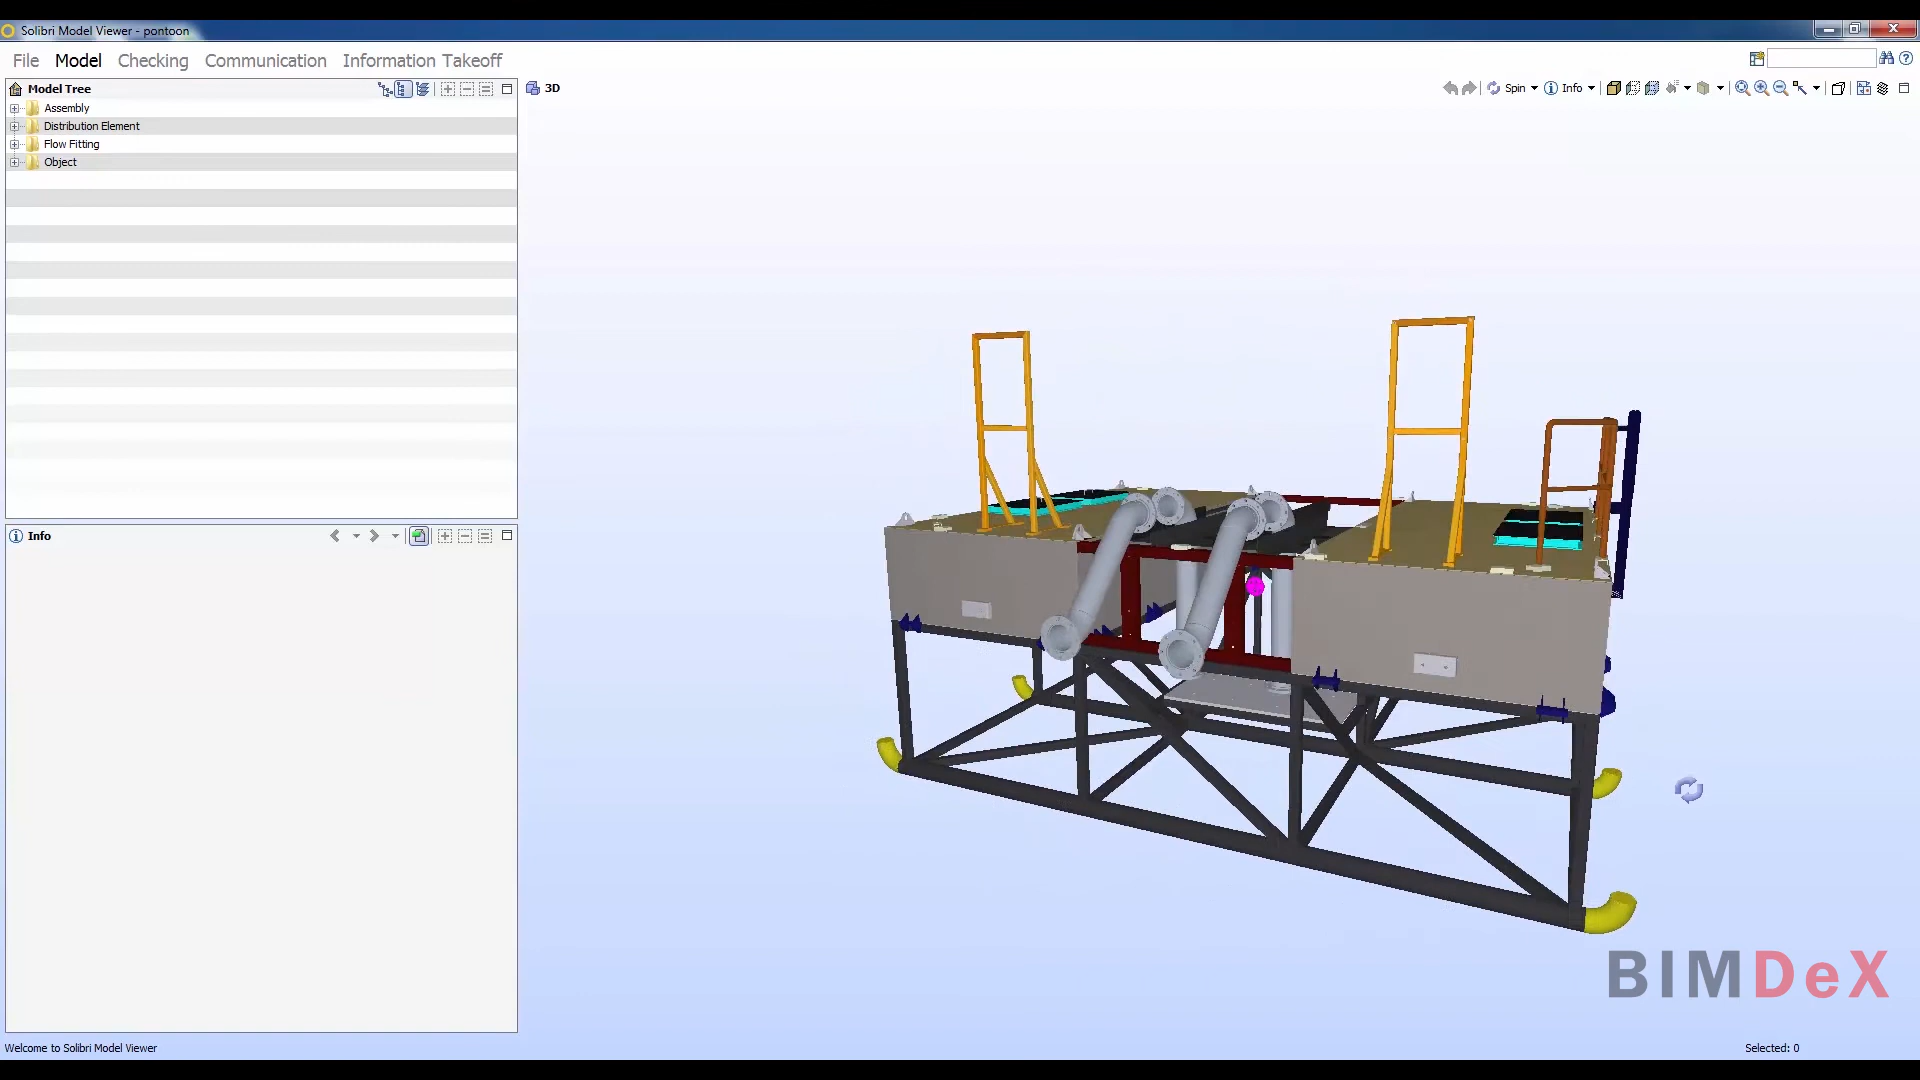 Solibri Model Viewer - pontoon
File Model Checking Communication Information Takeoff
Model Tree
3D
Spin
Info
Assembly
Distribution Element
Flow Fitting
Object
Info
BIMDeX
Welcome to Solibri Model Viewer
Selected: 0